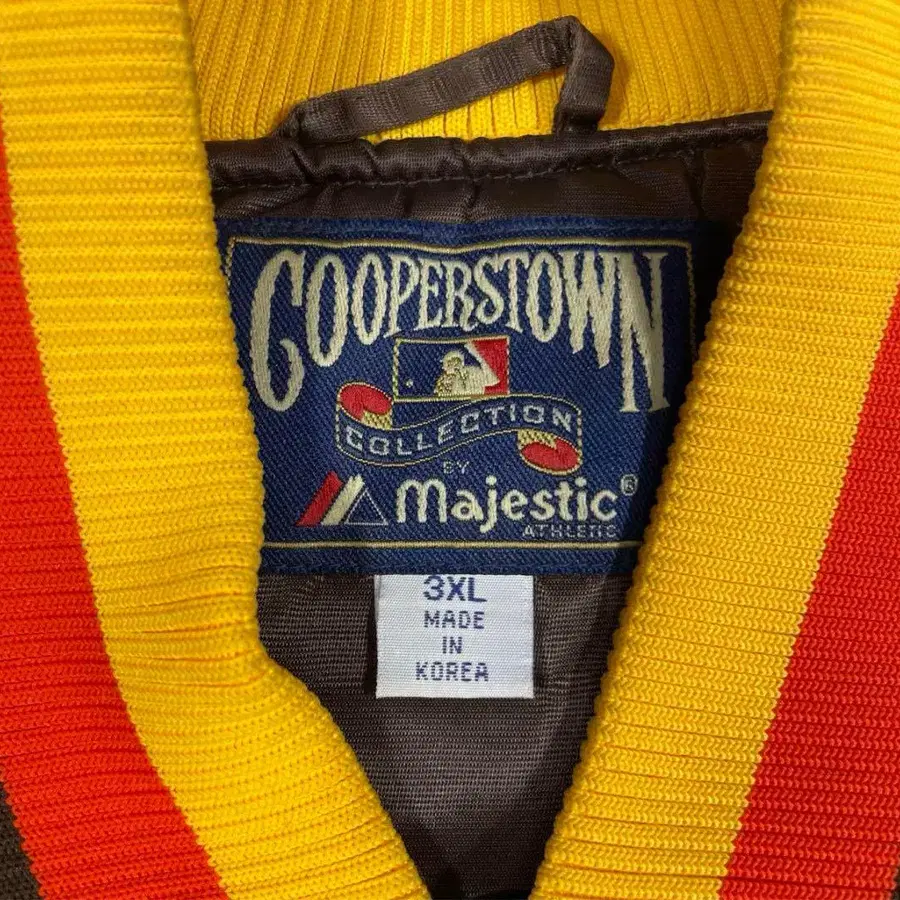 COOPERSTOWN
COLLECTION
BY
Majestic®
ATHLETIC
3XL
MADE
IN
KOREA